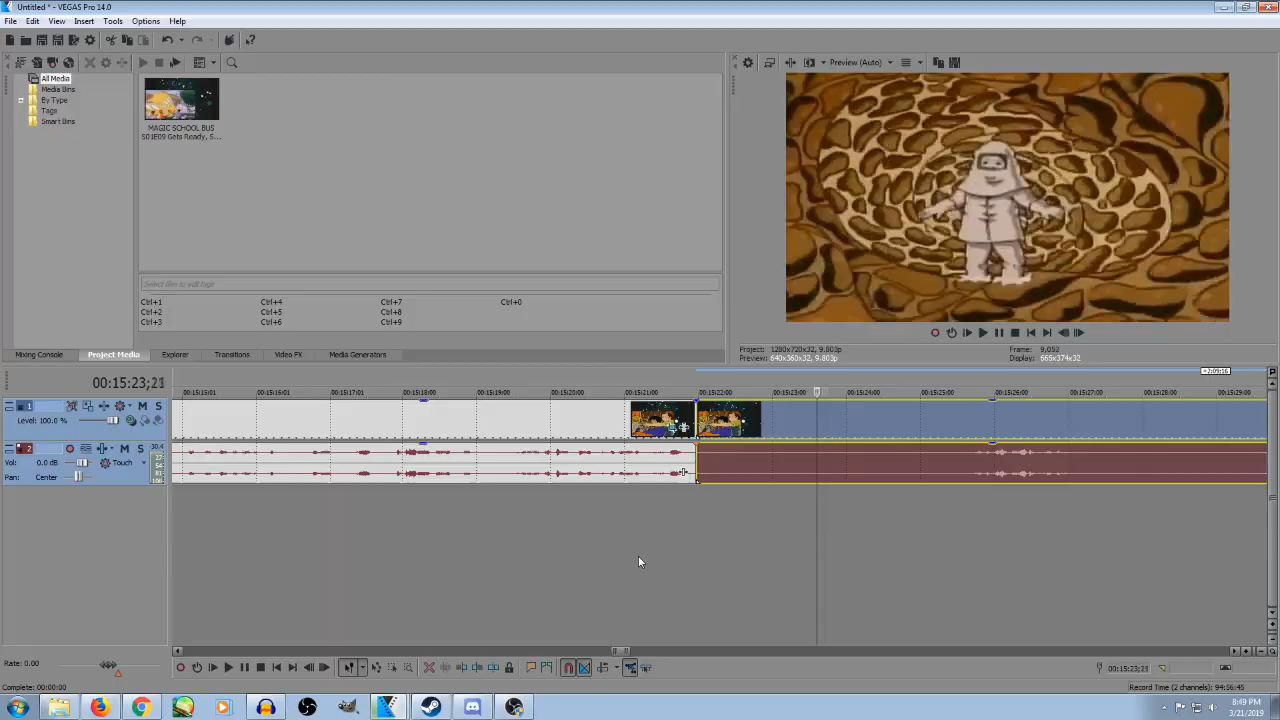 Untitled * - VEGAS Pro 14.0
File Edit View Insert Tools Options Help
All Media
Media Bins
By Type
Tags
Smart Bins
MAGIC SCHOOL BUS
S01E09 Gets Ready, S...
Preview (Auto)
Select files to edit tags
Ctrl+1 Ctrl+4 Ctrl+7 Ctrl+0
Ctrl+2 Ctrl+5 Ctrl+8
Ctrl+3 Ctrl+6 Ctrl+9
Mixing Console Project Media Explorer Transitions Video FX Media Generators
Project: 1280x720x32, 9.803p Frame: 9,052
Preview: 640x360x32, 9.803p Display: 665x374x32
+2:09:16
00:15:23;21
00:15:15;01 00:15:16;01 00:15:17;01 00:15:18;00 00:15:19;00 00:15:20;00 00:15:21;00 00:15:22;00 00:15:23;00 00:15:24;00 00:15:25;00 00:15:26;00 00:15:27;00 00:15:28;00 00:15:29;00
1 M S
Level: 100.0 %
2 M S
Vol: 0.0 dB Touch
Pan: Center
Rate: 0.00
00:15:23;21
Complete: 00:00:00
Record Time (2 channels): 94:56:45
8:49 PM
3/21/2019